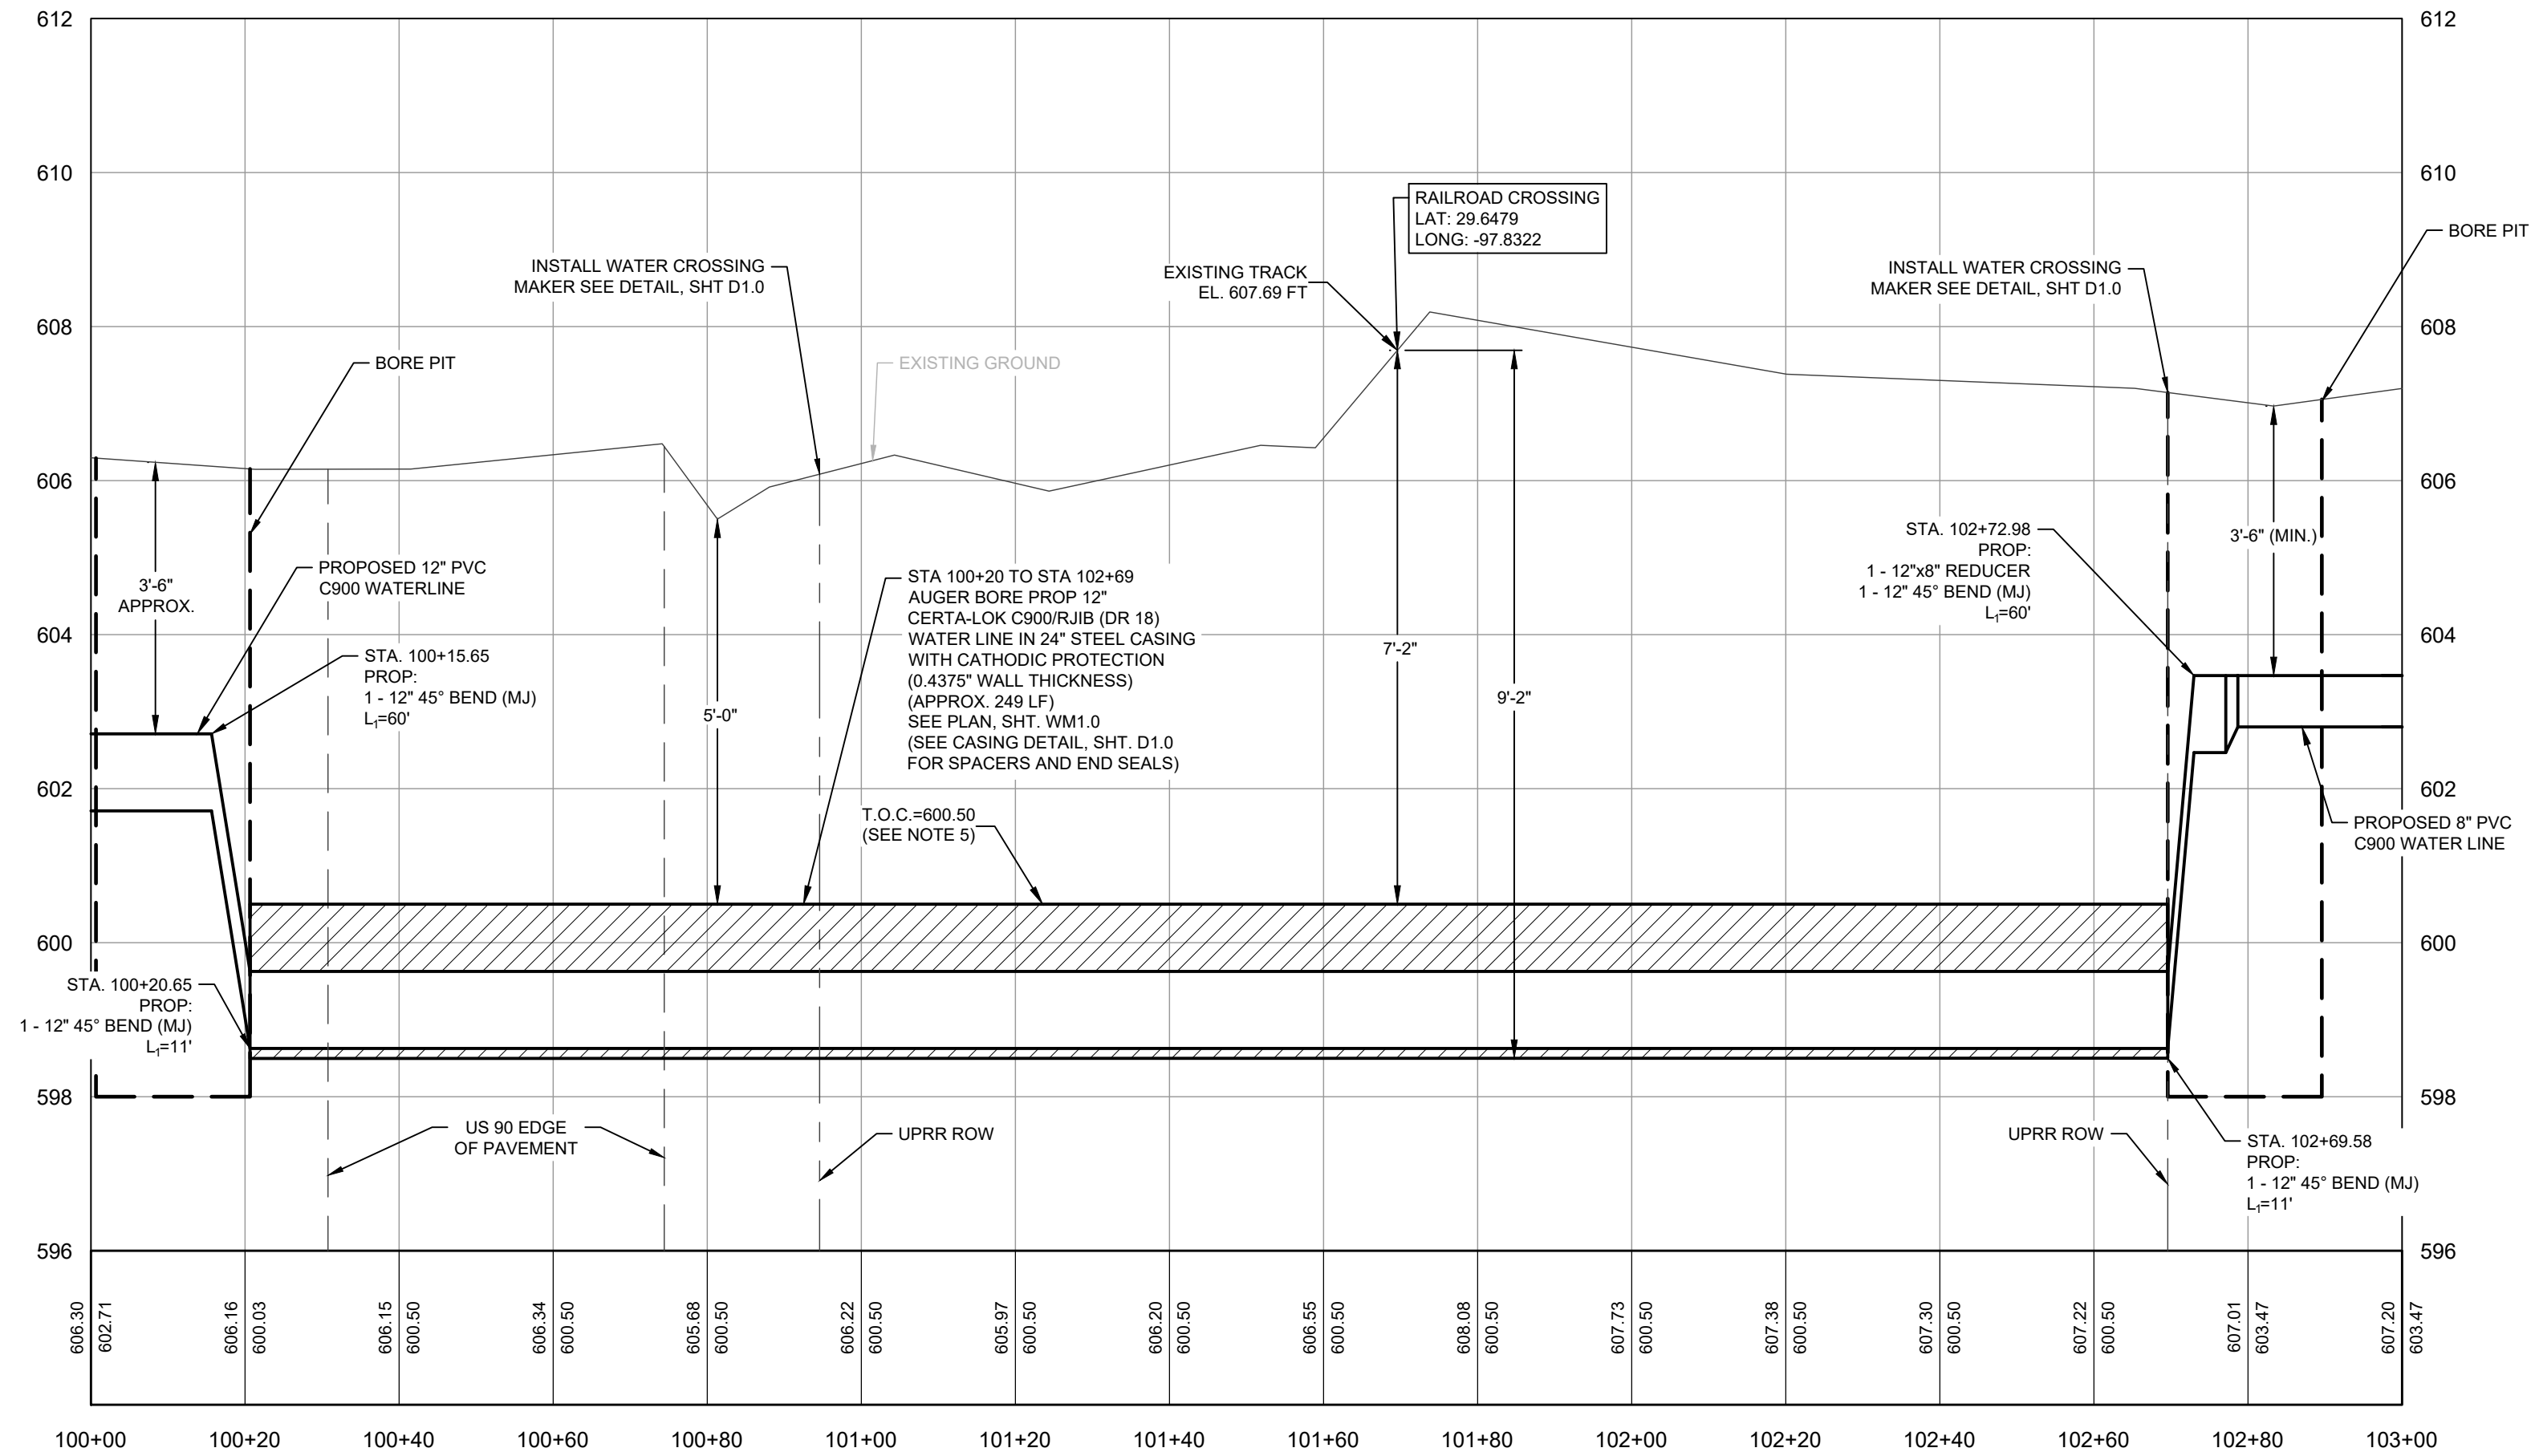 612
612
610
610
608
608
606
606
604
604
602
602
600
600
598
598
596
596
RAILROAD CROSSING
LAT: 29.6479
LONG: -97.8322
BORE PIT
INSTALL WATER CROSSING
MAKER SEE DETAIL, SHT D1.0
EXISTING TRACK
EL. 607.69 FT
INSTALL WATER CROSSING
MAKER SEE DETAIL, SHT D1.0
BORE PIT
EXISTING GROUND
3'-6"
APPROX.
PROPOSED 12" PVC
C900 WATERLINE
STA. 100+15.65
PROP:
1 - 12" 45° BEND (MJ)
L₁=60'
5'-0"
STA 100+20 TO STA 102+69
AUGER BORE PROP 12"
CERTA-LOK C900/RJIB (DR 18)
WATER LINE IN 24" STEEL CASING
WITH CATHODIC PROTECTION
(0.4375" WALL THICKNESS)
(APPROX. 249 LF)
SEE PLAN, SHT. WM1.0
(SEE CASING DETAIL, SHT. D1.0
FOR SPACERS AND END SEALS)
T.O.C.=600.50
(SEE NOTE 5)
7'-2"
9'-2"
STA. 102+72.98
PROP:
1 - 12"x8" REDUCER
1 - 12" 45° BEND (MJ)
L₁=60'
3'-6" (MIN.)
PROPOSED 8" PVC
C900 WATER LINE
STA. 100+20.65
PROP:
1 - 12" 45° BEND (MJ)
L₁=11'
US 90 EDGE
OF PAVEMENT
UPRR ROW
UPRR ROW
STA. 102+69.58
PROP:
1 - 12" 45° BEND (MJ)
L₁=11'
606.30
602.71
606.16
600.03
606.15
600.50
606.34
600.50
605.68
600.50
606.22
600.50
605.97
600.50
606.20
600.50
606.55
600.50
608.08
600.50
607.73
600.50
607.38
600.50
607.30
600.50
607.22
600.50
607.01
603.47
607.20
603.47
100+00
100+20
100+40
100+60
100+80
101+00
101+20
101+40
101+60
101+80
102+00
102+20
102+40
102+60
102+80
103+00